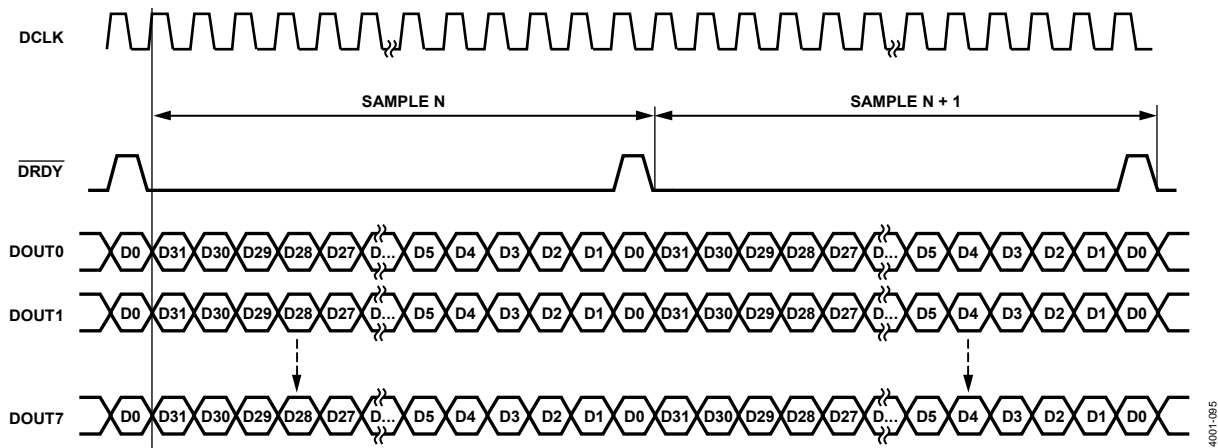 DCLK
SAMPLE N SAMPLE N + 1
DRDY
DOUT0 D0 D31 D30 D29 D28 D27 D... D5 D4 D3 D2 D1 D0 D31 D30 D29 D28 D27 D... D5 D4 D3 D2 D1 D0
DOUT1 D0 D31 D30 D29 D28 D27 D... D5 D4 D3 D2 D1 D0 D31 D30 D29 D28 D27 D... D5 D4 D3 D2 D1 D0
DOUT7 D0 D31 D30 D29 D28 D27 D... D5 D4 D3 D2 D1 D0 D31 D30 D29 D28 D27 D... D5 D4 D3 D2 D1 D0
4001-095